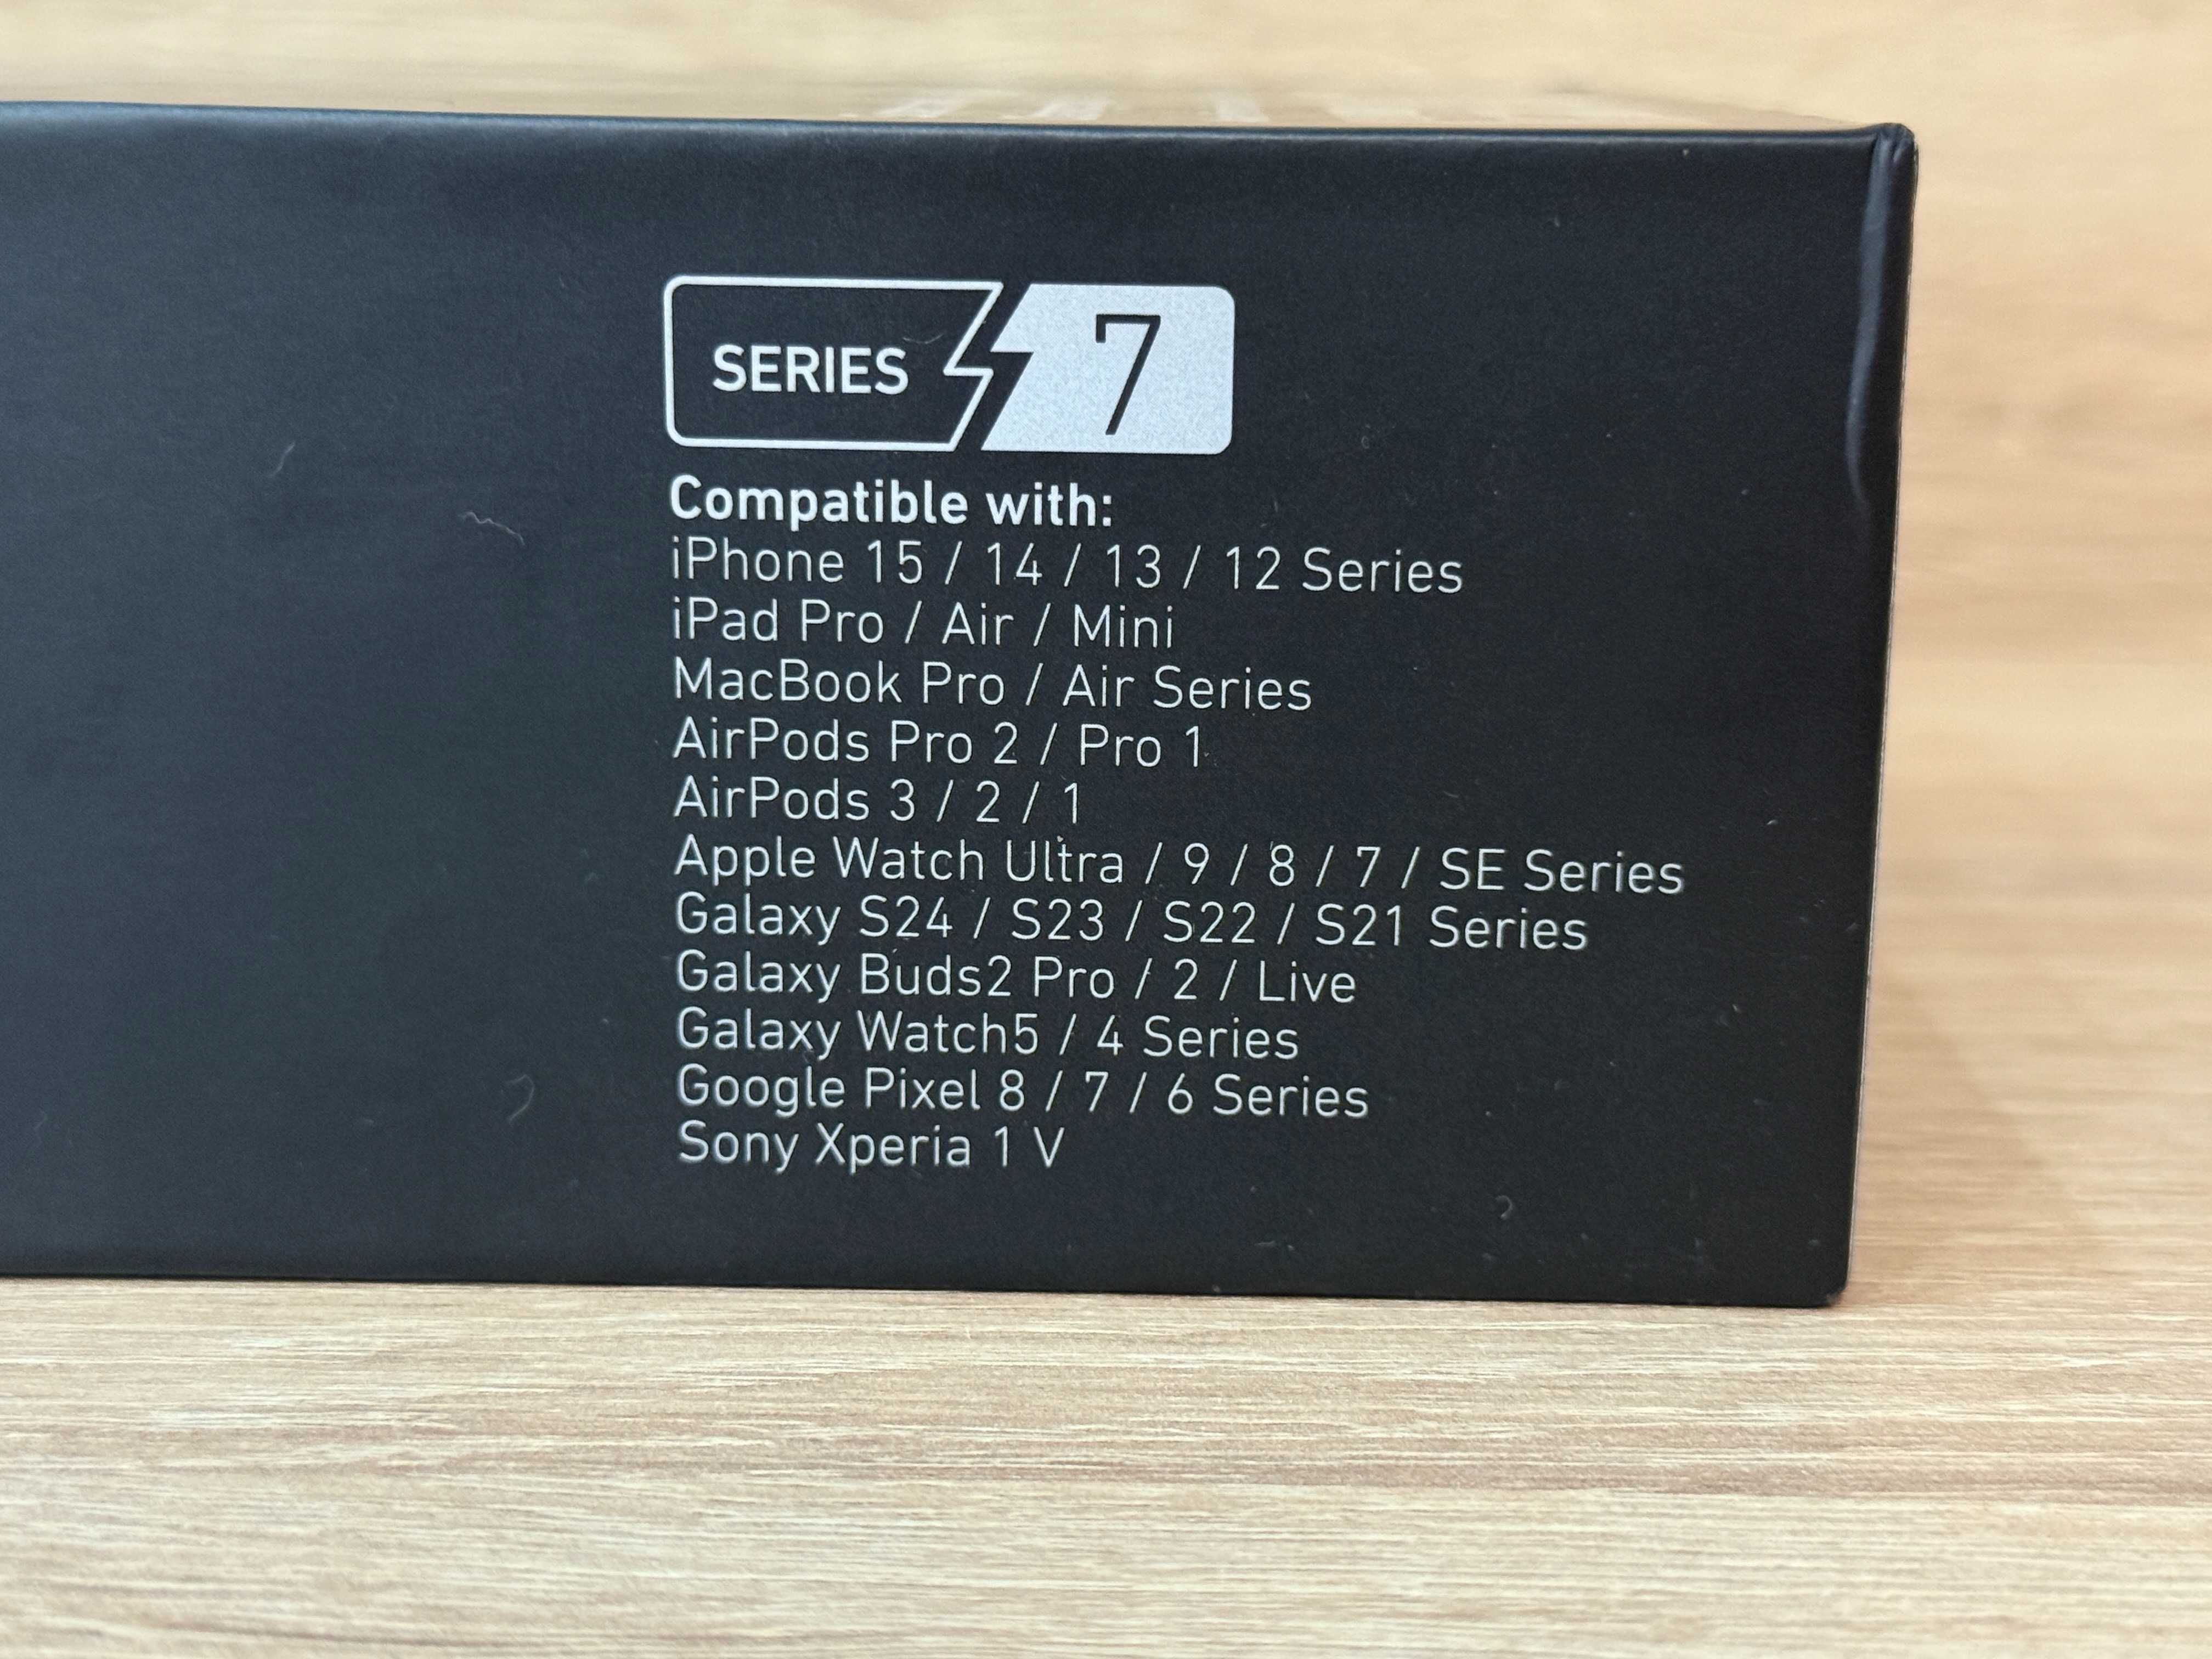 SERIES 7
Compatible with:
iPhone 15 / 14 / 13 / 12 Series
iPad Pro / Air / Mini
MacBook Pro / Air Series
AirPods Pro 2 / Pro 1
AirPods 3 / 2 / 1
Apple Watch Ultra / 9 / 8 / 7 / SE Series
Galaxy S24 / S23 / S22 / S21 Series
Galaxy Buds2 Pro / 2 / Live
Galaxy Watch5 / 4 Series
Google Pixel 8 / 7 / 6 Series
Sony Xperia 1 V